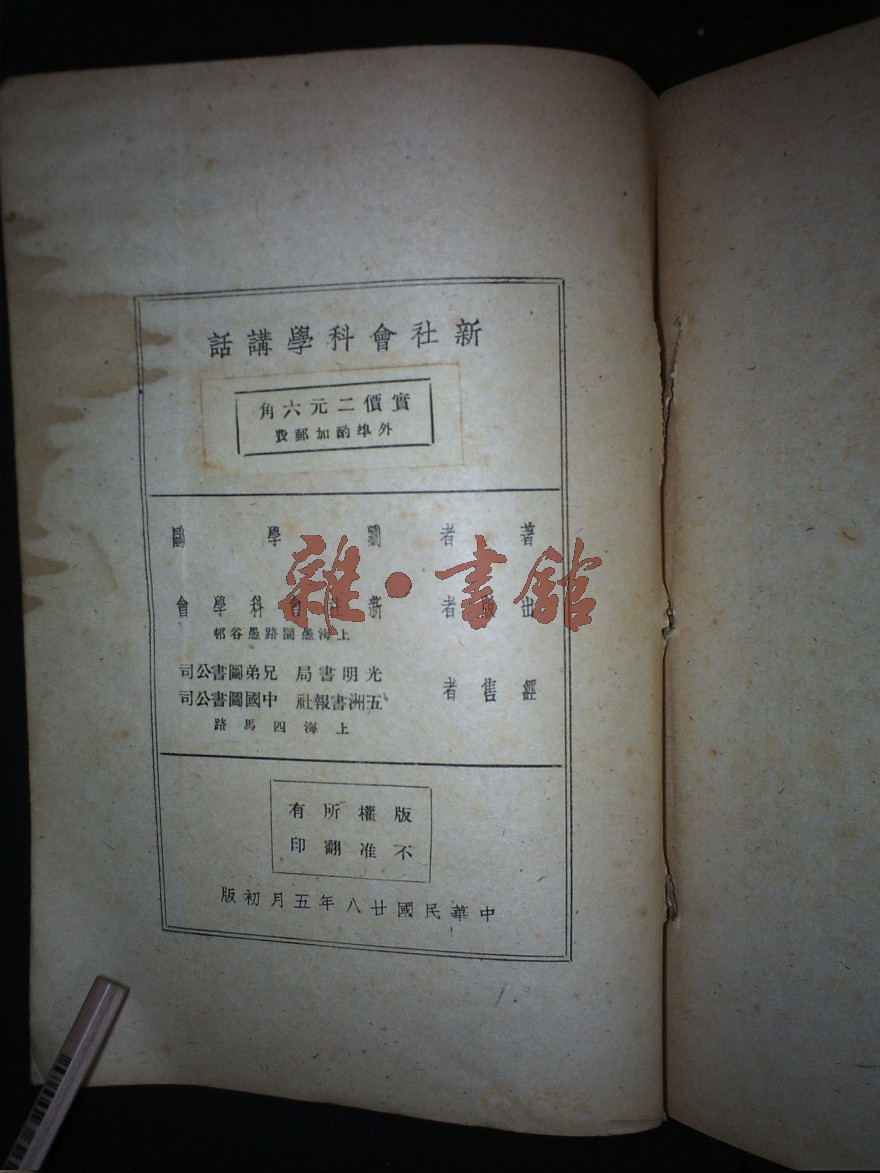 新社會科學講話
實價二元六角
外埠酌加郵費
著者 劉學鷗
出版者 新社會科學會
上海愚園路愚谷邨
經售者
光明書局 兄弟圖書公司
五洲書報社 中國圖書公司
上海四馬路
版權所有
不准翻印
中華民國廿八年五月初版
雜·書館